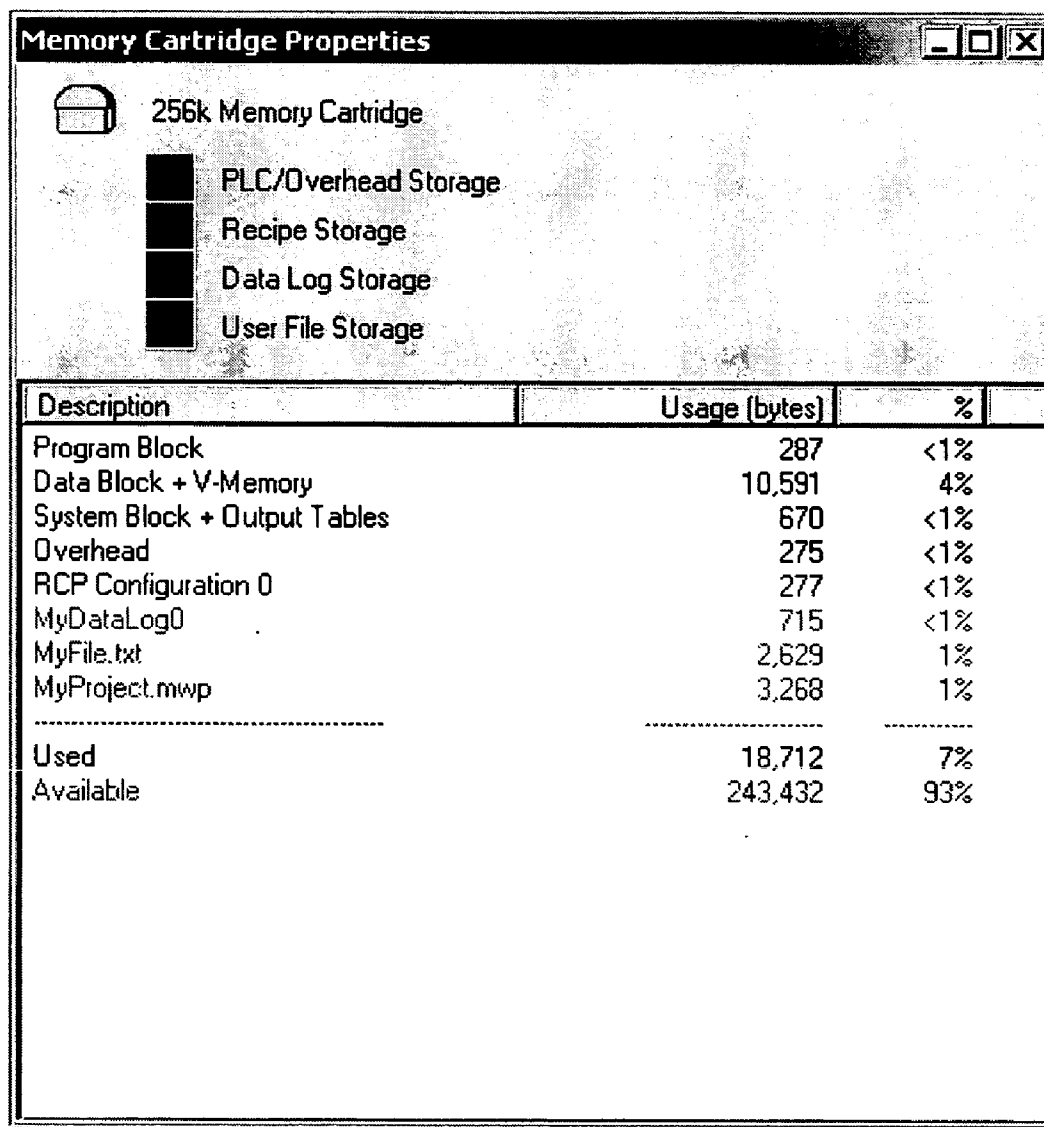 Memory Cartridge Properties
256k Memory Cartridge
PLC/Overhead Storage
Recipe Storage
Data Log Storage
User File Storage
Description Usage (bytes) %
Program Block 287 <1%
Data Block + V-Memory 10,591 4%
System Block + Output Tables 670 <1%
Overhead 275 <1%
RCP Configuration 0 277 <1%
MyDataLog0 715 <1%
MyFile.txt 2,629 1%
MyProject.mwp 3,268 1%
Used 18,712 7%
Available 243,432 93%